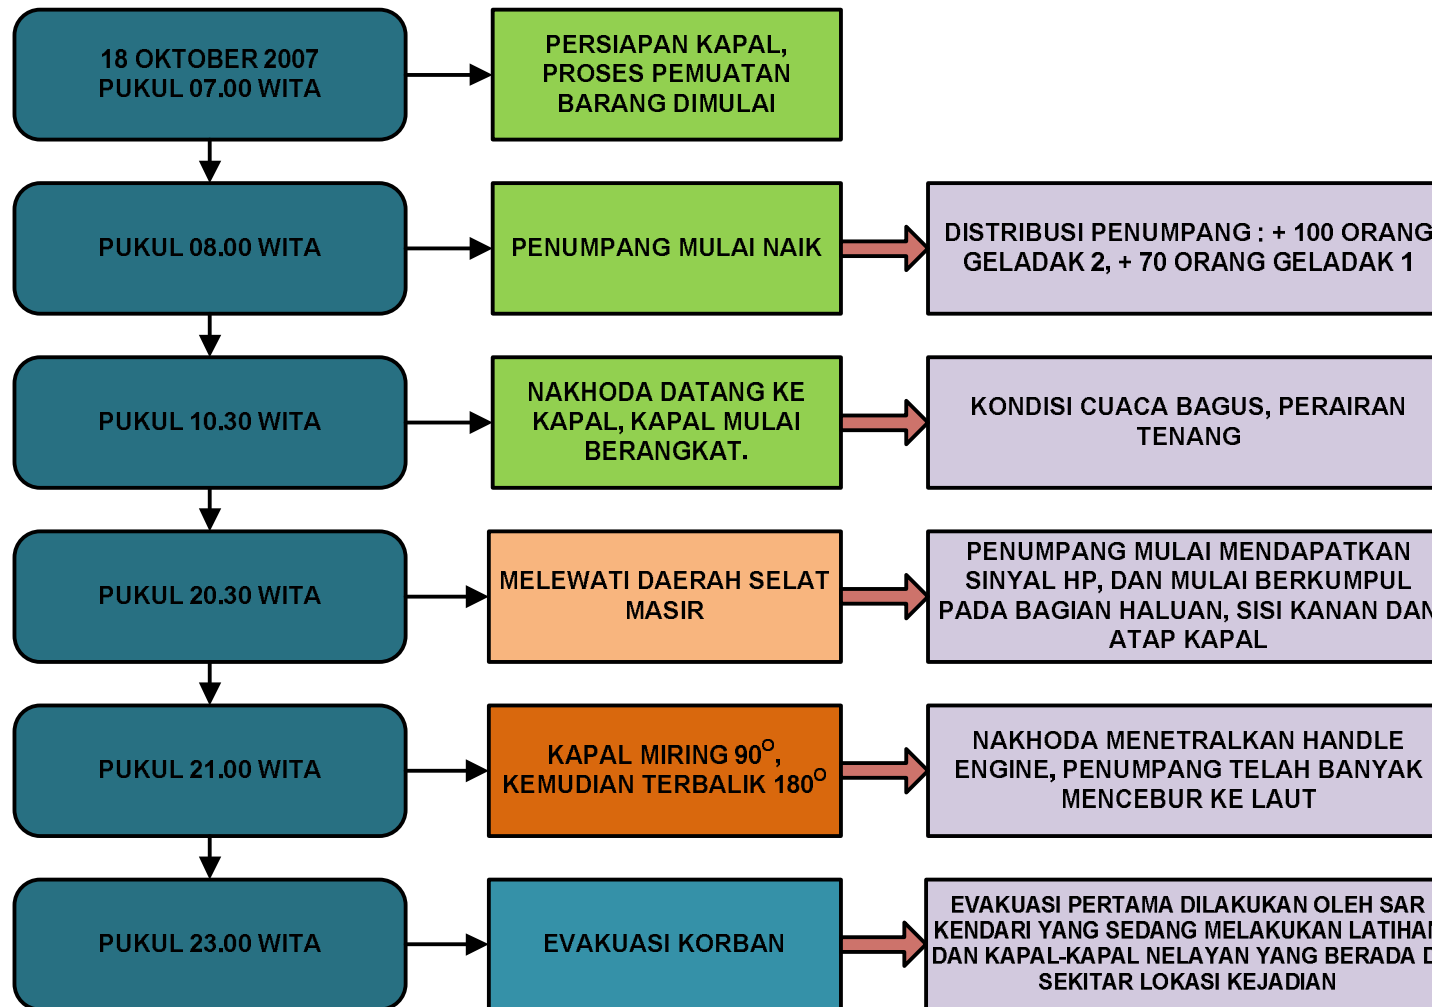 18 OKTOBER 2007
PUKUL 07.00 WITA
PERSIAPAN KAPAL,
PROSES PEMUATAN
BARANG DIMULAI
PUKUL 08.00 WITA
PENUMPANG MULAI NAIK
DISTRIBUSI PENUMPANG : + 100 ORANG
GELADAK 2, + 70 ORANG GELADAK 1
PUKUL 10.30 WITA
NAKHODA DATANG KE
KAPAL, KAPAL MULAI
BERANGKAT.
KONDISI CUACA BAGUS, PERAIRAN
TENANG
PUKUL 20.30 WITA
MELEWATI DAERAH SELAT
MASIR
PENUMPANG MULAI MENDAPATKAN
SINYAL HP, DAN MULAI BERKUMPUL
PADA BAGIAN HALUAN, SISI KANAN DAN
ATAP KAPAL
PUKUL 21.00 WITA
KAPAL MIRING 90O,
KEMUDIAN TERBALIK 180O
NAKHODA MENETRALKAN HANDLE
ENGINE, PENUMPANG TELAH BANYAK
MENCEBUR KE LAUT
PUKUL 23.00 WITA
EVAKUASI KORBAN
EVAKUASI PERTAMA DILAKUKAN OLEH SAR
KENDARI YANG SEDANG MELAKUKAN LATIHAN
DAN KAPAL-KAPAL NELAYAN YANG BERADA
SEKITAR LOKASI KEJADIAN